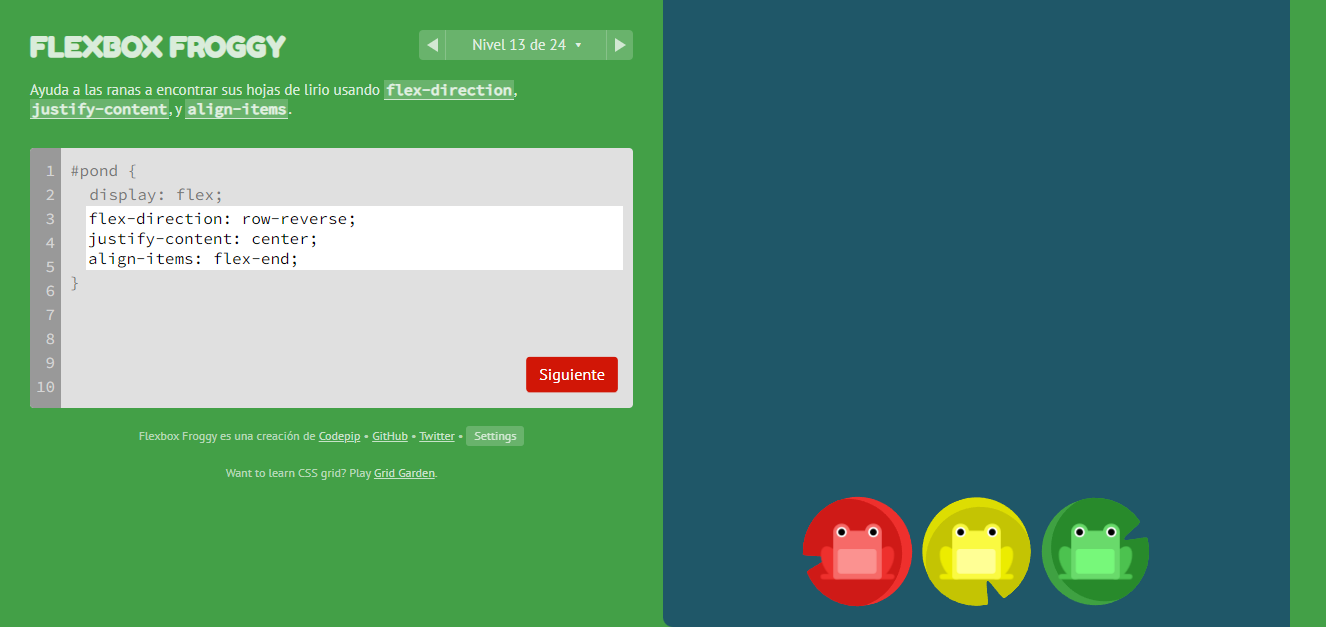 FLEXBOX FROGGY
Nivel 13 de 24
Ayuda a las ranas a encontrar sus hojas de lirio usando flex-direction,
justify-content, y align-items.
1 #pond {
2 display: flex;
3 flex-direction: row-reverse;
4 justify-content: center;
5 align-items: flex-end;
6 }
7
8
9
10
Siguiente
Flexbox Froggy es una creación de Codepip • GitHub • Twitter • Settings
Want to learn CSS grid? Play Grid Garden.